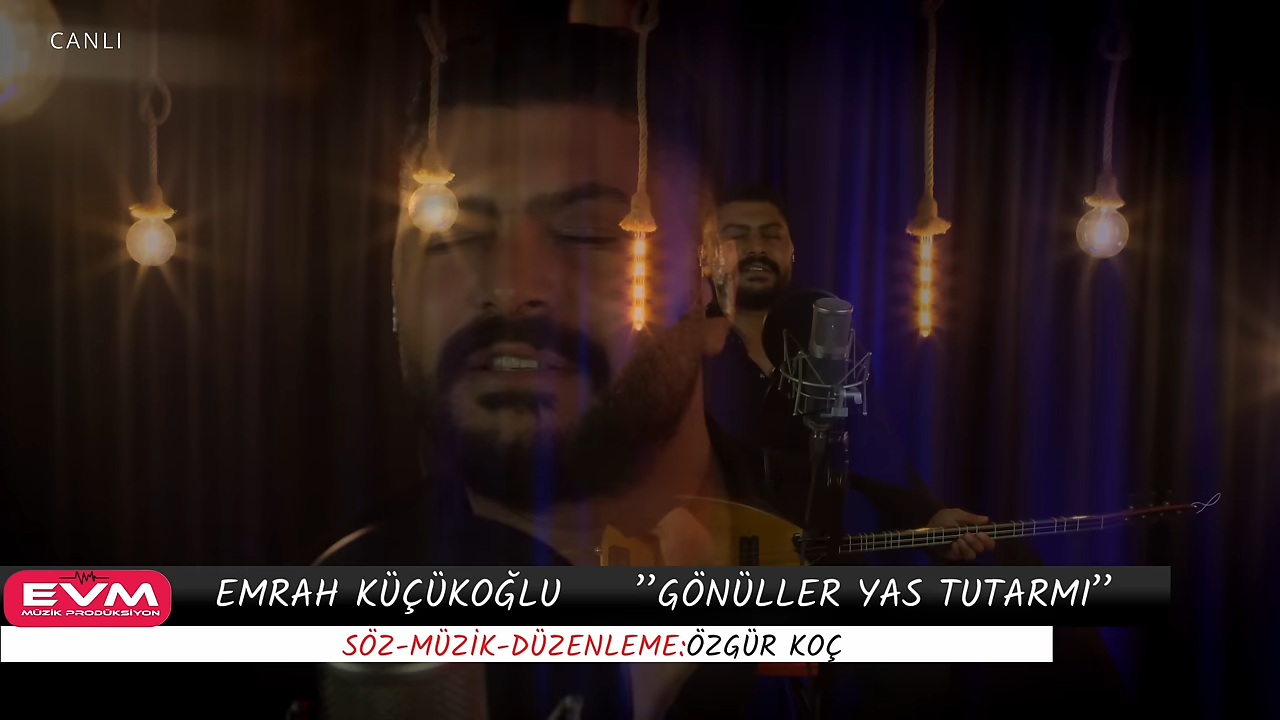 CANLI
EMRAH KÜÇÜKOĞLU ”GÖNÜLLER YAS TUTARMI”
EVM
MÜZİK PRODÜKSİYON
SÖZ-MÜZİK-DÜZENLEME:ÖZGÜR KOÇ